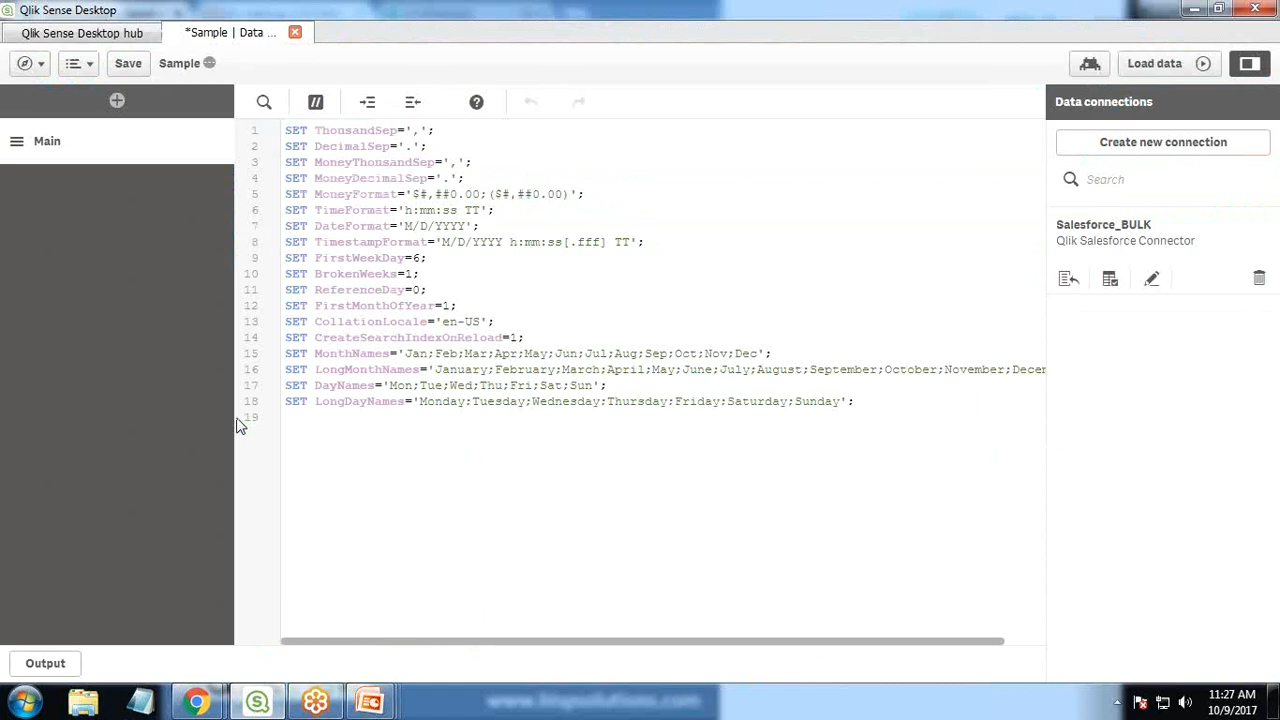 Qlik Sense Desktop
Qlik Sense Desktop hub
*Sample | Data ...
Save
Sample
Load data
Main
Data connections
Create new connection
Search
Salesforce_BULK
Qlik Salesforce Connector
1 SET ThousandSep=',';
2 SET DecimalSep='.';
3 SET MoneyThousandSep=',';
4 SET MoneyDecimalSep='.';
5 SET MoneyFormat='$#,##0.00;($#,##0.00)';
6 SET TimeFormat='h:mm:ss TT';
7 SET DateFormat='M/D/YYYY';
8 SET TimestampFormat='M/D/YYYY h:mm:ss[.fff] TT';
9 SET FirstWeekDay=6;
10 SET BrokenWeeks=1;
11 SET ReferenceDay=0;
12 SET FirstMonthOfYear=1;
13 SET CollationLocale='en-US';
14 SET CreateSearchIndexOnReload=1;
15 SET MonthNames='Jan;Feb;Mar;Apr;May;Jun;Jul;Aug;Sep;Oct;Nov;Dec';
16 SET LongMonthNames='January;February;March;April;May;June;July;August;September;October;November;Decem
17 SET DayNames='Mon;Tue;Wed;Thu;Fri;Sat;Sun';
18 SET LongDayNames='Monday;Tuesday;Wednesday;Thursday;Friday;Saturday;Sunday';
19
Output
11:27 AM
10/9/2017